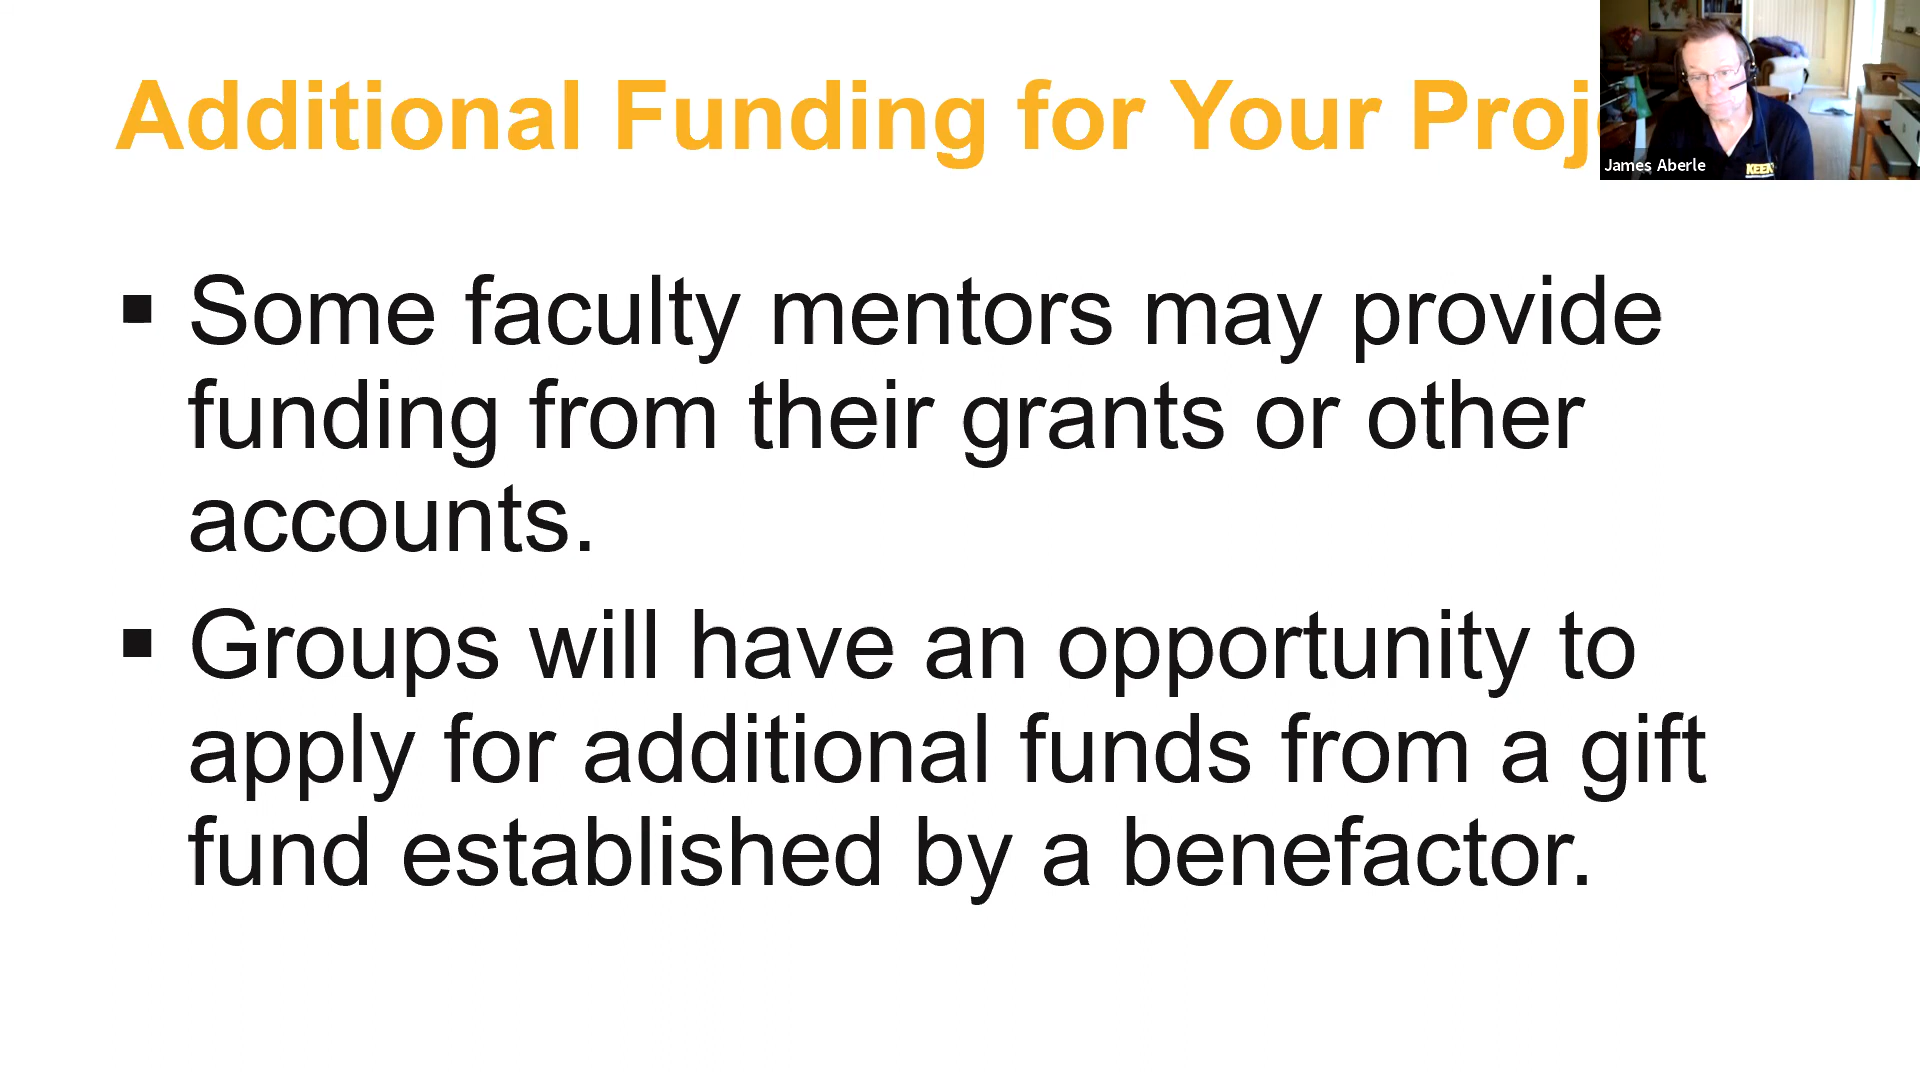 Additional Funding for Your Proj
James Aberle
KEEN
▪ Some faculty mentors may provide
funding from their grants or other
accounts.
▪ Groups will have an opportunity to
apply for additional funds from a gift
fund established by a benefactor.